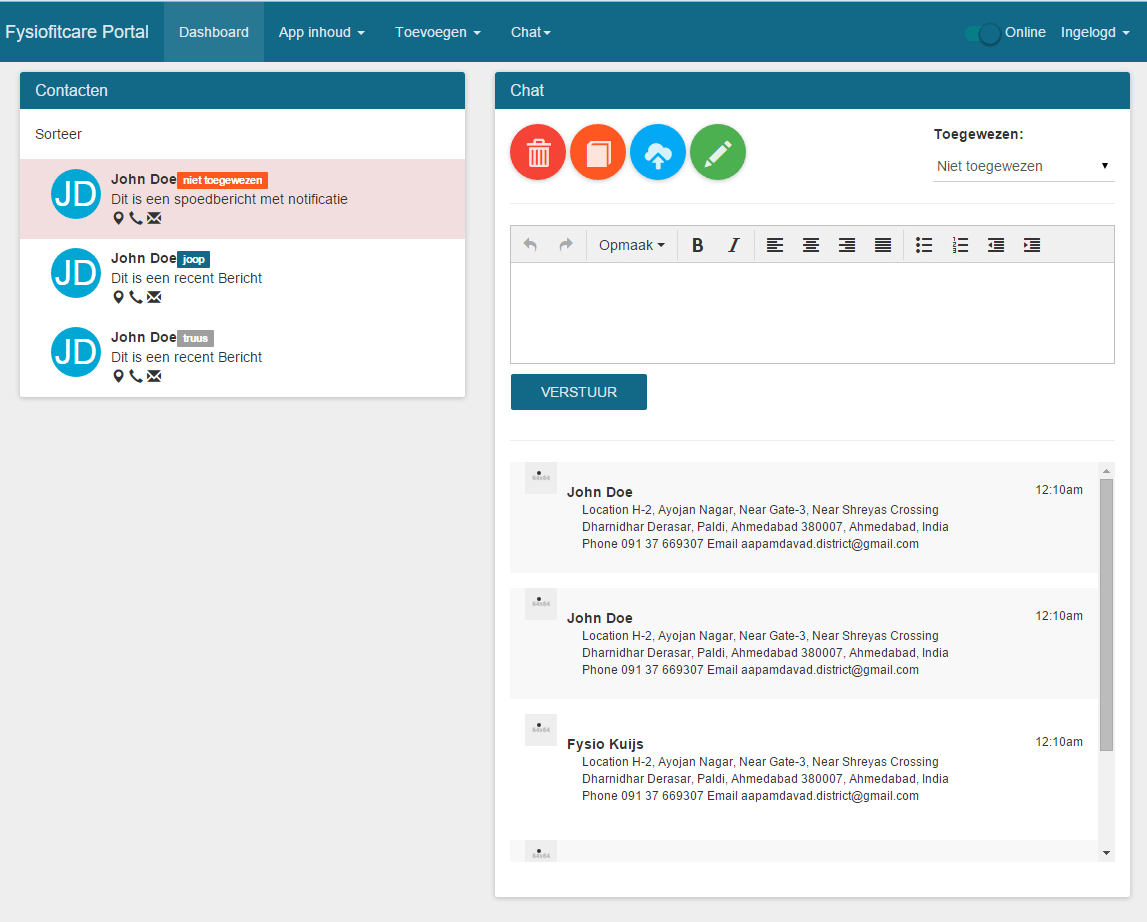 Fysiofitcare Portal Dashboard App inhoud Toevoegen Chat Online Ingelogd
Contacten
Sorteer
JD
John Doe niet toegewezen
Dit is een spoedbericht met notificatie
JD
John Doe joop
Dit is een recent Bericht
JD
John Doe truus
Dit is een recent Bericht
Chat
Toegewezen:
Niet toegewezen
Opmaak B I
VERSTUUR
64x64
John Doe 12:10am
Location H-2, Ayojan Nagar, Near Gate-3, Near Shreyas Crossing
Dharnidhar Derasar, Paldi, Ahmedabad 380007, Ahmedabad, India
Phone 091 37 669307 Email aapamdavad.district@gmail.com
64x64
John Doe 12:10am
Location H-2, Ayojan Nagar, Near Gate-3, Near Shreyas Crossing
Dharnidhar Derasar, Paldi, Ahmedabad 380007, Ahmedabad, India
Phone 091 37 669307 Email aapamdavad.district@gmail.com
64x64
Fysio Kuijs 12:10am
Location H-2, Ayojan Nagar, Near Gate-3, Near Shreyas Crossing
Dharnidhar Derasar, Paldi, Ahmedabad 380007, Ahmedabad, India
Phone 091 37 669307 Email aapamdavad.district@gmail.com
64x64